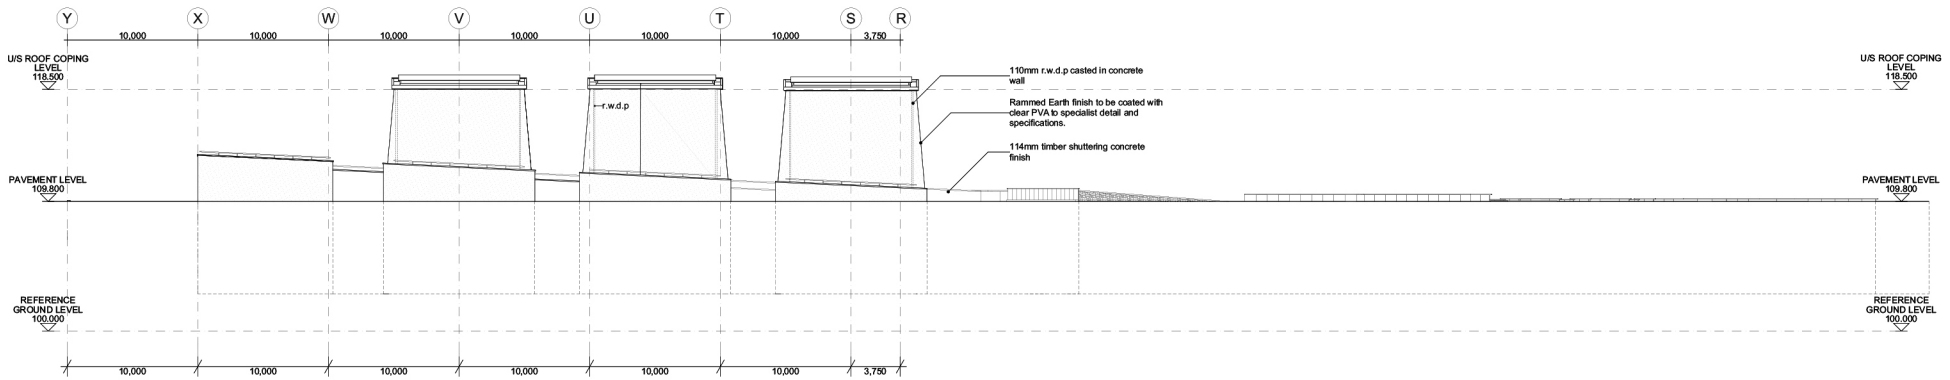 Y X W V U T S R
10,000 10,000 10,000 10,000 10,000 10,000 3,750
U/S ROOF COPING
LEVEL
118.500
U/S ROOF COPING
LEVEL
118.500
110mm r.w.d.p casted in concrete
wall
r.w.d.p
Rammed Earth finish to be coated with
clear PVA to specialist detail and
specifications.
114mm timber shuttering concrete
finish
PAVEMENT LEVEL
109.800
PAVEMENT LEVEL
109.800
REFERENCE
GROUND LEVEL
100.000
REFERENCE
GROUND LEVEL
100.000
10,000 10,000 10,000 10,000 10,000 10,000 3,750